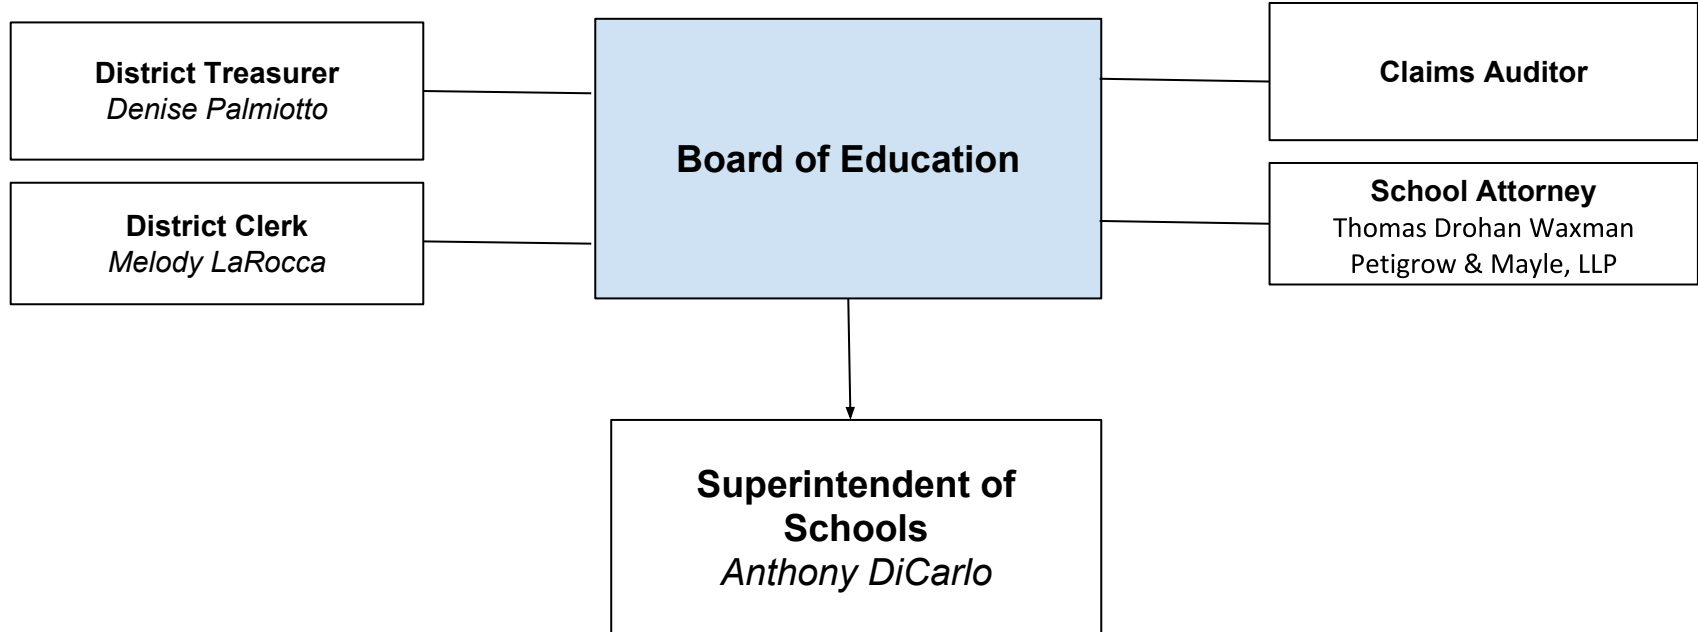 District Treasurer
Denise Palmiotto
District Clerk
Melody LaRocca
Board of Education
Claims Auditor
School Attorney
Thomas Drohan Waxman
Petigrow & Mayle, LLP
Superintendent of
Schools
Anthony DiCarlo